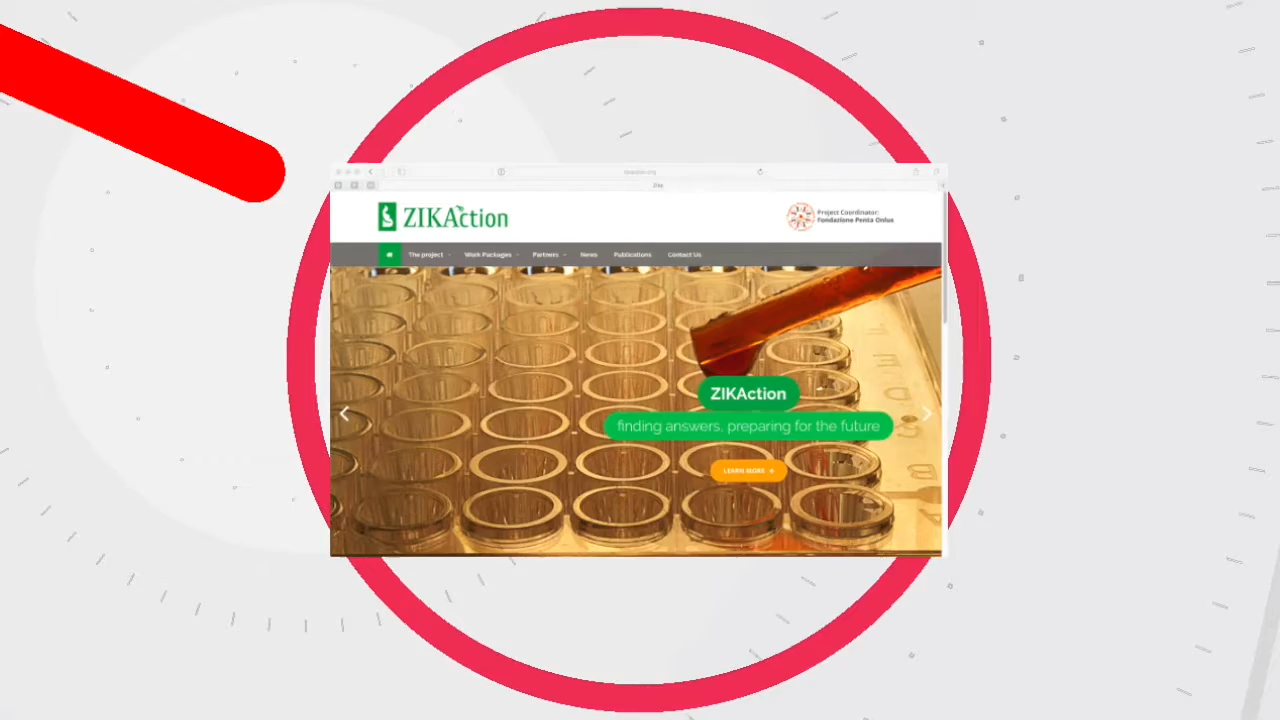 Zika
ZIKAction
Project Coordinator:
Fondazione Penta Onlus
The project
Work Packages
Partners
News
Publications
Contact Us
ZIKAction
finding answers, preparing for the future
LEARN MORE